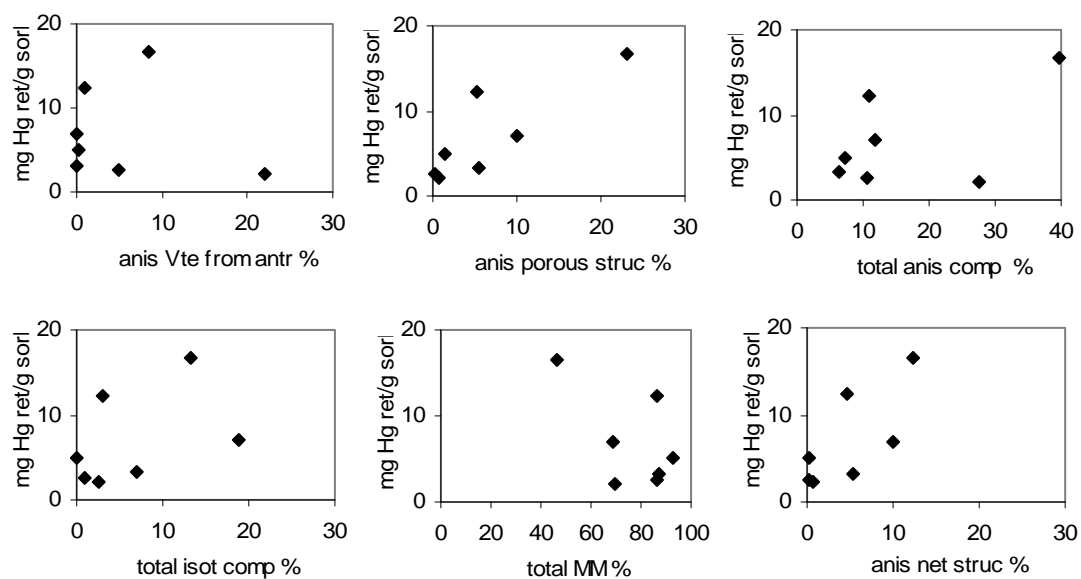 20
10
0
mg Hg ret/g sorl
0 10 20 30
anis Vte from antr %
20
10
0
mg Hg ret/g sorl
0 10 20 30
anis porous struc %
20
10
0
mg Hg ret/g sorl
0 10 20 30 40
total anis comp %
20
10
0
mg Hg ret/g sorl
0 10 20 30
total isot comp %
20
10
0
mg Hg ret/g sorl
0 20 40 60 80 100
total MM %
20
10
0
mg Hg ret/g sorl
0 10 20 30
anis net struc %